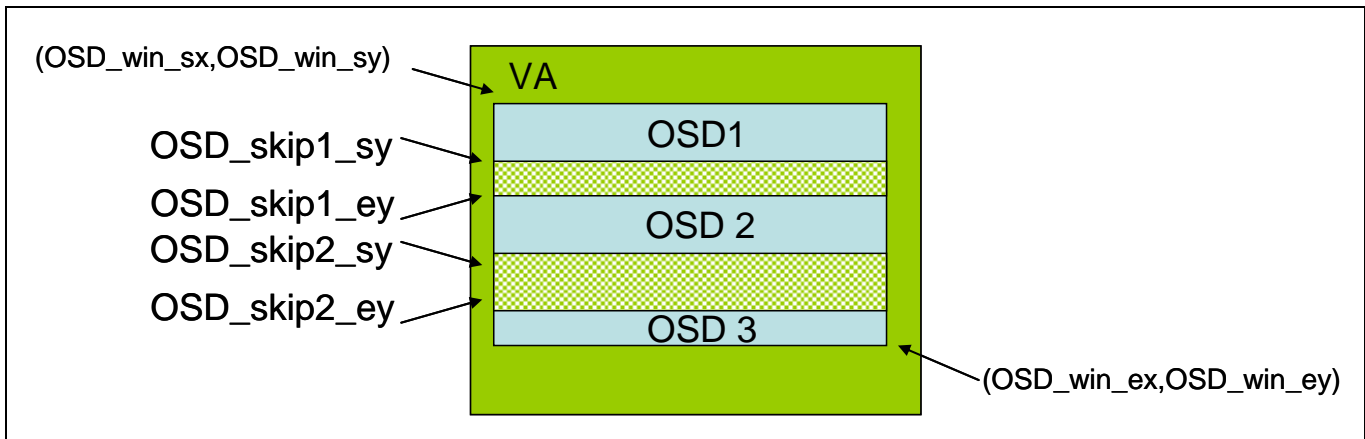 (OSD_win_sx,OSD_win_sy)
VA
OSD1
OSD_skip1_sy
OSD_skip1_ey
OSD 2
OSD_skip2_sy
OSD_skip2_ey
OSD 3
(OSD_win_ex,OSD_win_ey)